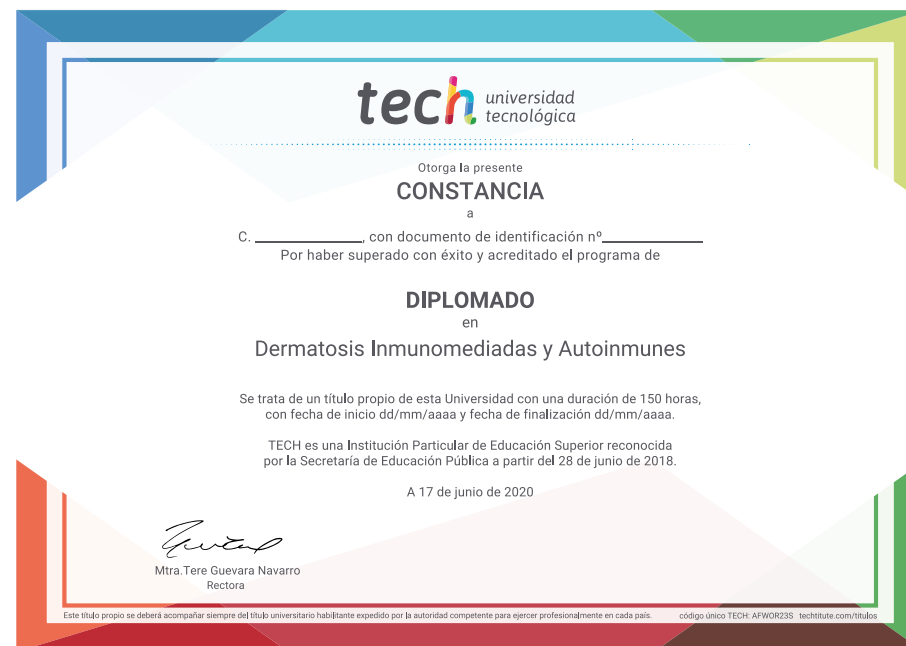 tech universidad
tecnológica
Otorga la presente
CONSTANCIA
a
C. ____________, con documento de identificación nº____________
Por haber superado con éxito y acreditado el programa de
DIPLOMADO
en
Dermatosis Inmunomediadas y Autoinmunes
Se trata de un título propio de esta Universidad con una duración de 150 horas,
con fecha de inicio dd/mm/aaaa y fecha de finalización dd/mm/aaaa.
TECH es una Institución Particular de Educación Superior reconocida
por la Secretaría de Educación Pública a partir del 28 de junio de 2018.
A 17 de junio de 2020
Mtra.Tere Guevara Navarro
Rectora
Este título propio se deberá acompañar siempre del título universitario habilitante expedido por la autoridad competente para ejercer profesionalmente en cada país. código único TECH: AFWOR23S techtitute.com/titulos